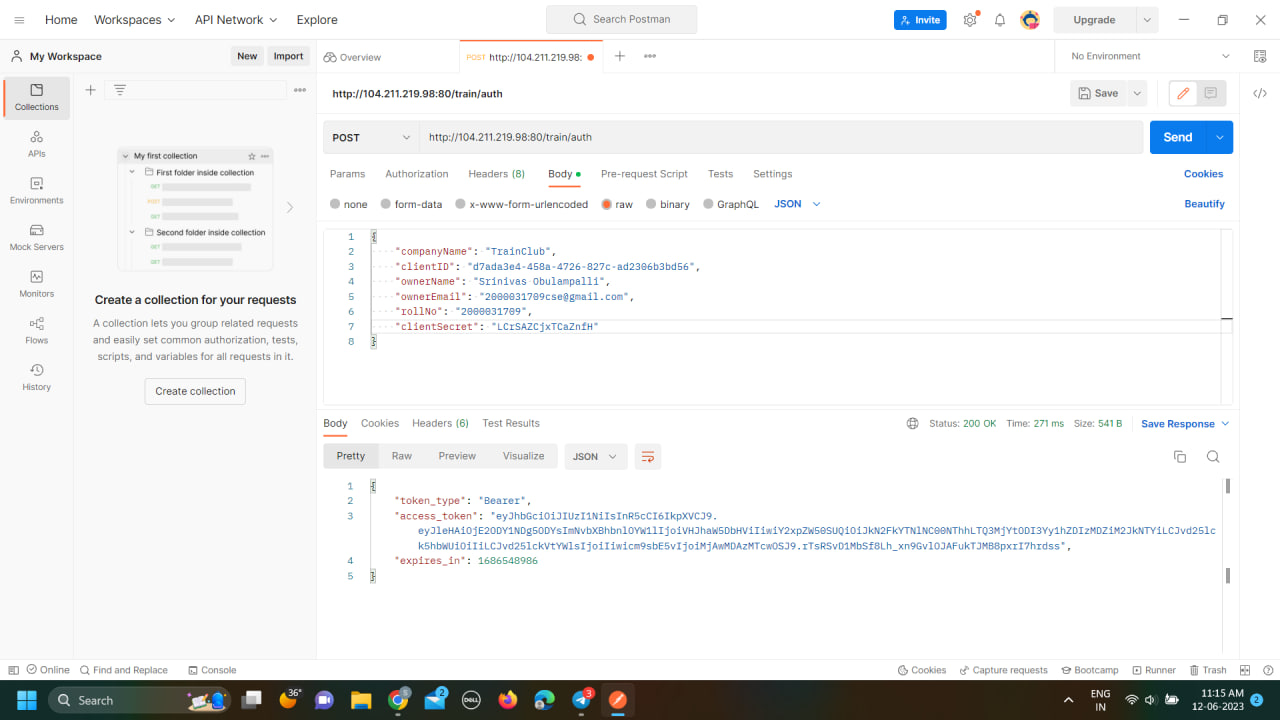 Home
Workspaces
API Network
Explore
Search Postman
Invite
Upgrade
My Workspace
New
Import
Overview
POST http://104.211.219.98:
No Environment
Collections
APIs
Environments
Mock Servers
Monitors
Flows
History
My first collection
First folder inside collection
GET
POST
GET
Second folder inside collection
GET
GET
Create a collection for your requests
A collection lets you group related requests
and easily set common authorization, tests,
scripts, and variables for all requests in it.
Create collection
http://104.211.219.98:80/train/auth
Save
POST
http://104.211.219.98:80/train/auth
Send
Params Authorization Headers (8) Body Pre-request Script Tests Settings
Cookies
none form-data x-www-form-urlencoded raw binary GraphQL JSON
Beautify
1 {
2 "companyName": "TrainClub",
3 "clientID": "d7ada3e4-458a-4726-827c-ad2306b3bd56",
4 "ownerName": "Srinivas Obulampalli",
5 "ownerEmail": "2000031709cse@gmail.com",
6 "rollNo": "2000031709",
7 "clientSecret": "LCrSAZCjxTCaZnfH"
8 }
Body Cookies Headers (6) Test Results
Status: 200 OK Time: 271 ms Size: 541 B
Save Response
Pretty Raw Preview Visualize JSON
1 {
2 "token_type": "Bearer",
3 "access_token": "eyJhbGciOiJIUzI1NiIsInR5cCI6IkpXVCJ9.
eyJleHAiOjE2ODY1NDg5ODYsImNvbXBhbnlOYW1lIjoiVHJhaW5DbHViIiwiY2xpZW50SUQiOiJkN2FkYTNlNC00NThhLTQ3MjYtODI3Yy1hZDIzMDZiM2JkNTYiLCJvd25lc
k5hbWUiOiIiLCJvd25lckVtYWlsIjoiIiwicm9sbE5vIjoiMjAwMDAzMTcwOSJ9.rTsRSvD1MbSf8Lh_xn9GvlOJAFukTJMB8pxrI7hrdss",
4 "expires_in": 1686548986
5 }
Online
Find and Replace
Console
Cookies
Capture requests
Bootcamp
Runner
Trash
Search
36°
S
2
DELL
3
ENG
IN
11:15 AM
12-06-2023
2